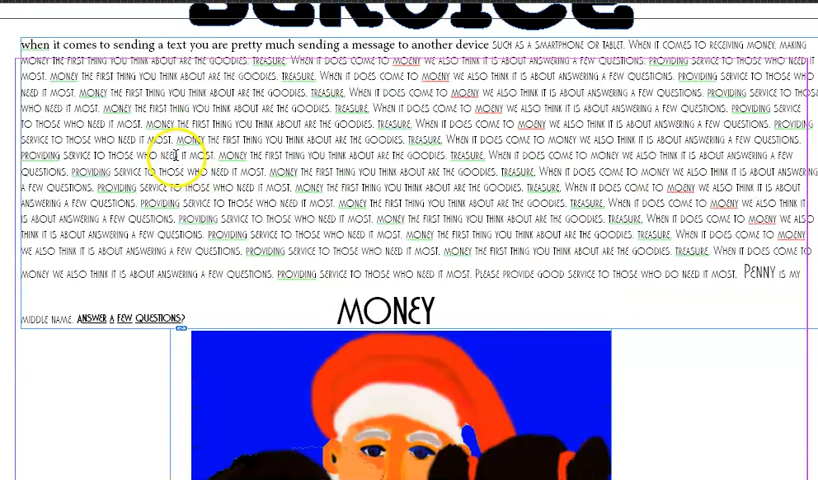 SERVICE
when it comes to sending a text you are pretty much sending a message to another device such as a smartphone or tablet. When it comes to receiving money, making
money the first thing you think about are the goodies. treasure. When it does come to moeny we also think it is about answering a few questions. providing service to those who need it
most. money the first thing you think about are the goodies. treasure. When it does come to moeny we also think it is about answering a few questions. providing service to those who
need it most. money the first thing you think about are the goodies. treasure. When it does come to moeny we also think it is about answering a few questions. providing service to those
who need it most. money the first thing you think about are the goodies. treasure. When it does come to moeny we also think it is about answering a few questions. providing service
to those who need it most. money the first thing you think about are the goodies. treasure. When it does come to moeny we also think it is about answering a few questions. providing
service to those who need it most. money the first thing you think about are the goodies. treasure. When it does come to money we also think it is about answering a few questions.
providing service to those who need it most. money the first thing you think about are the goodies. treasure. When it does come to money we also think it is about answering a few
questions. providing service to those who need it most. money the first thing you think about are the goodies. treasure. When it does come to moeny we also think it is about answering
a few questions. providing service to those who need it most. money the first thing you think about are the goodies. treasure. When it does come to moeny we also think it is about
answering a few questions. providing service to those who need it most. money the first thing you think about are the goodies. treasure. When it does come to moeny we also think it
is about answering a few questions. providing service to those who need it most. money the first thing you think about are the goodies. treasure. When it does come to moeny we also
think it is about answering a few questions. providing service to those who need it most. money the first thing you think about are the goodies. treasure. When it does come to moeny
we also think it is about answering a few questions. providing service to those who need it most. money the first thing you think about are the goodies. treasure. When it does come to
money we also think it is about answering a few questions. providing service to those who need it most. Please provide good service to those who do need it most. Penny is my
middle name. answer a few questions? MONEY